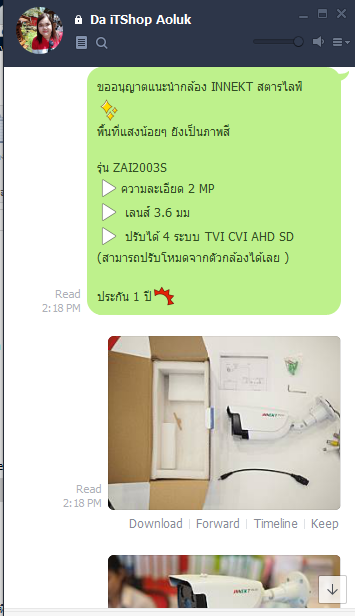 Da iTShop Aoluk
ขออนุญาตแนะนำกล้อง INNEKT สตารไลฟ์
พื้นที่แสงน้อยๆ ยังเป็นภาพสี
รุ่น ZAI2003S
ความละเอียด 2 MP
เลนส์ 3.6 มม
ปรับได้ 4 ระบบ TVI CVI AHD SD
(สามารถปรับโหมดจากตัวกล้องได้เลย )
ประกัน 1 ปี
Read
2:18 PM
INNEKT
Read
2:18 PM
Download | Forward | Timeline | Keep
INNEKT